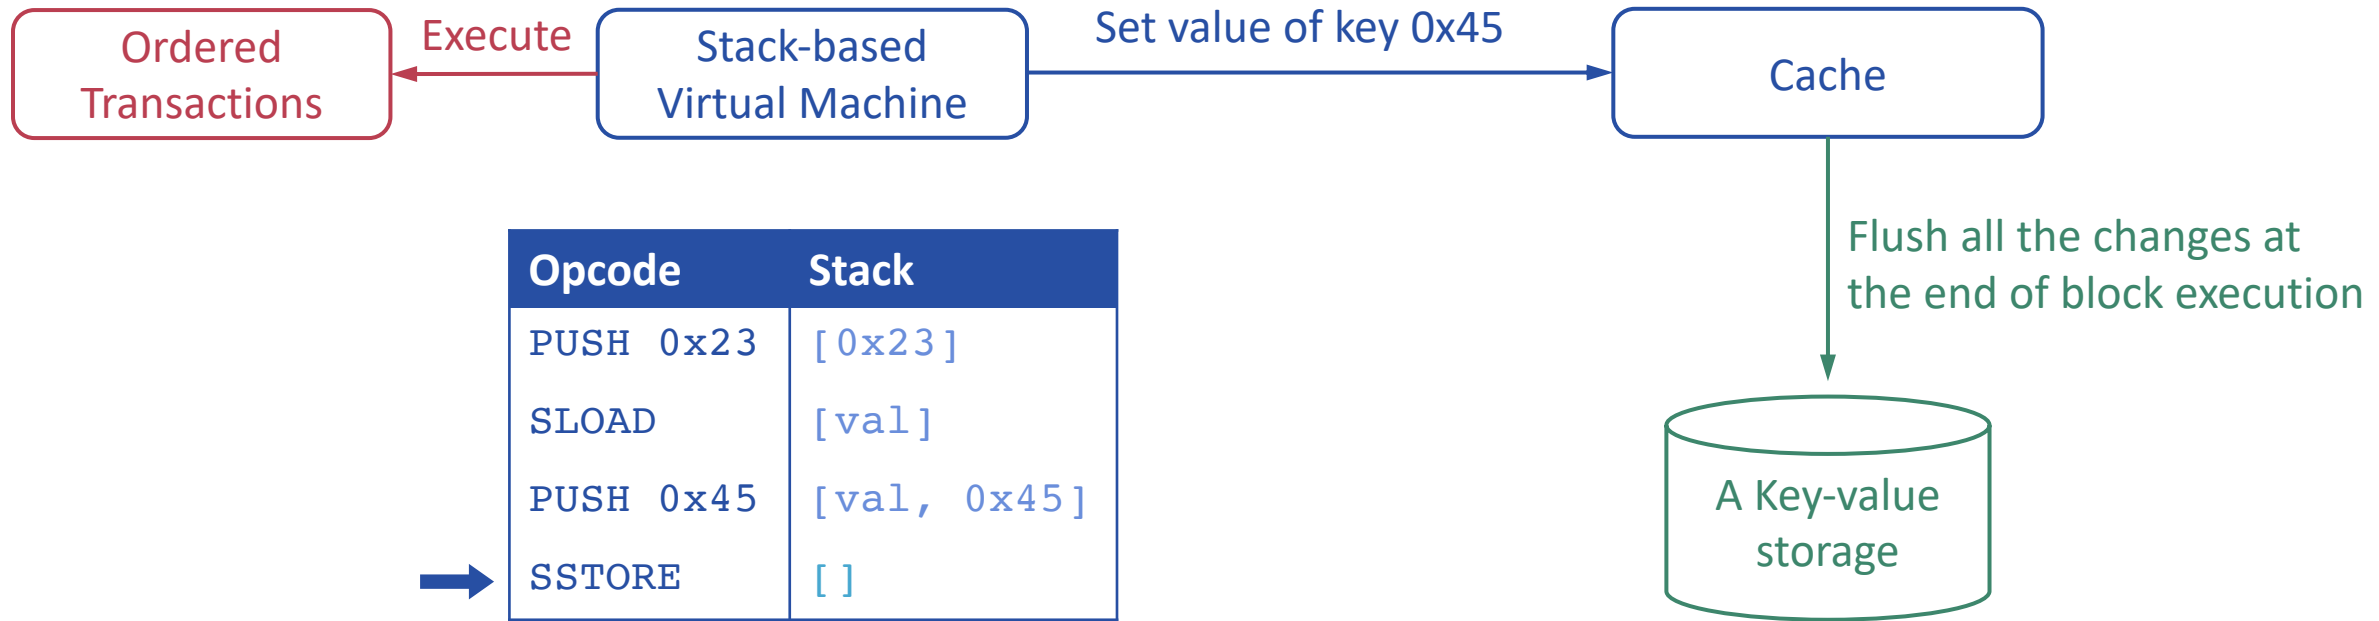 Ordered
Transactions
Execute
Stack-based
Virtual Machine
Set value of key 0x45
Cache
Flush all the changes at
the end of block execution
A Key-value
storage
Opcode Stack
PUSH 0x23 [0x23]
SLOAD [val]
PUSH 0x45 [val, 0x45]
SSTORE []